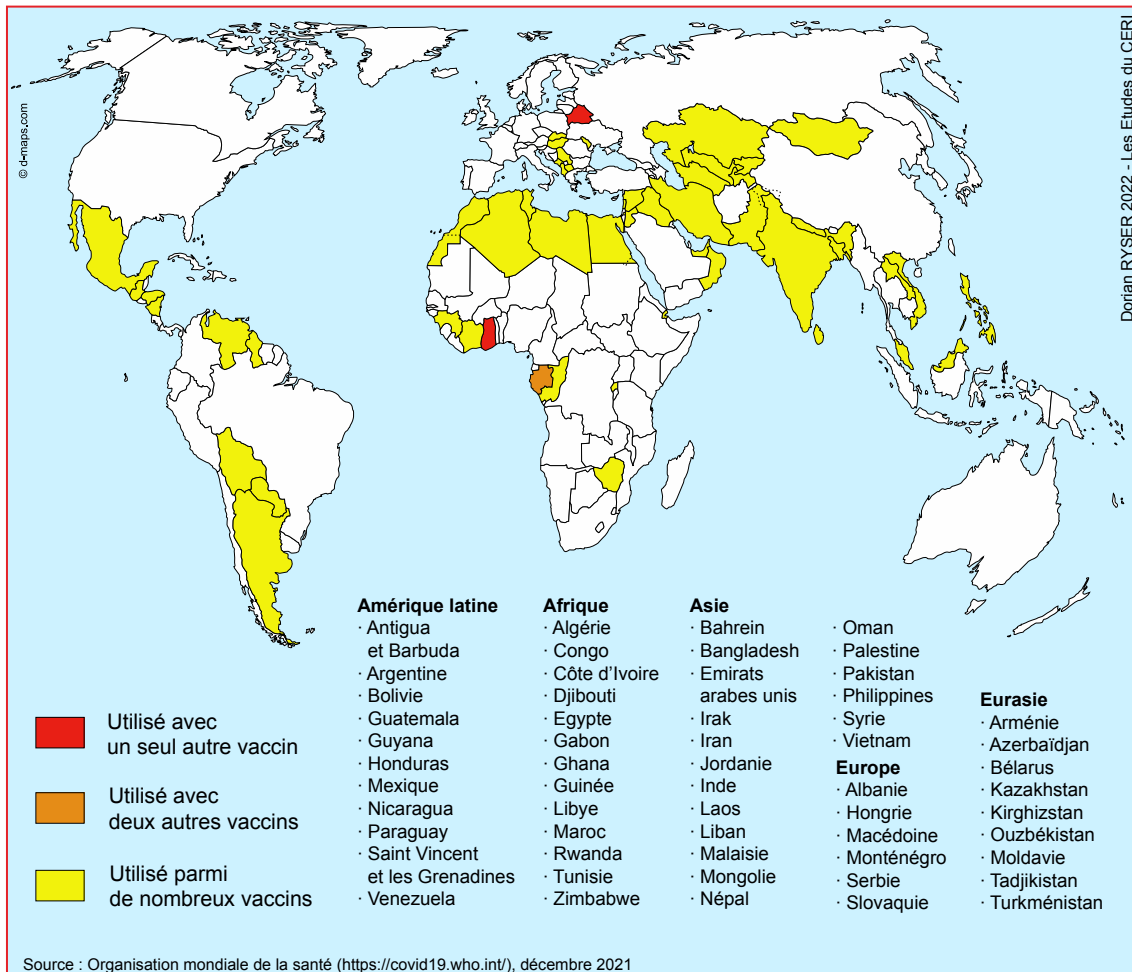 © d-maps.com
Dorian RYSER 2022 - Les Etudes du CERI
Utilisé avec
un seul autre vaccin
Utilisé avec
deux autres vaccins
Utilisé parmi
de nombreux vaccins
Amérique latine
· Antigua
et Barbuda
· Argentine
· Bolivie
· Guatemala
· Guyana
· Honduras
· Mexique
· Nicaragua
· Paraguay
· Saint Vincent
et les Grenadines
· Venezuela
Afrique
· Algérie
· Congo
· Côte d'Ivoire
· Djibouti
· Egypte
· Gabon
· Ghana
· Guinée
· Libye
· Maroc
· Rwanda
· Tunisie
· Zimbabwe
Asie
· Bahrein
· Bangladesh
· Emirats
arabes unis
· Irak
· Iran
· Jordanie
· Inde
· Laos
· Liban
· Malaisie
· Mongolie
· Népal
· Oman
· Palestine
· Pakistan
· Philippines
· Syrie
· Vietnam
Europe
· Albanie
· Hongrie
· Macédoine
· Monténégro
· Serbie
· Slovaquie
Eurasie
· Arménie
· Azerbaïdjan
· Bélarus
· Kazakhstan
· Kirghizstan
· Ouzbékistan
· Moldavie
· Tadjikistan
· Turkménistan
Source : Organisation mondiale de la santé (https://covid19.who.int/), décembre 2021